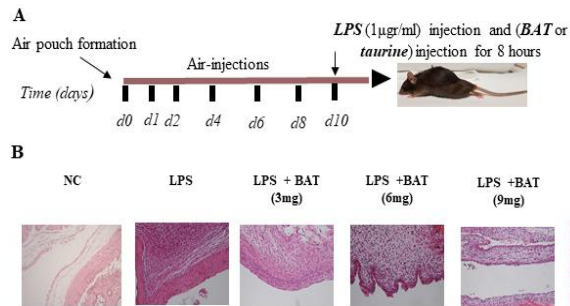 A
LPS (1µgr/ml) injection and (BAT or
taurine) injection for 8 hours
Air pouch formation
Air-injections
Time (days)
d0 d1 d2 d4 d6 d8 d10
B
NC LPS LPS + BAT LPS +BAT LPS +BAT
(3mg) (6mg) (9mg)